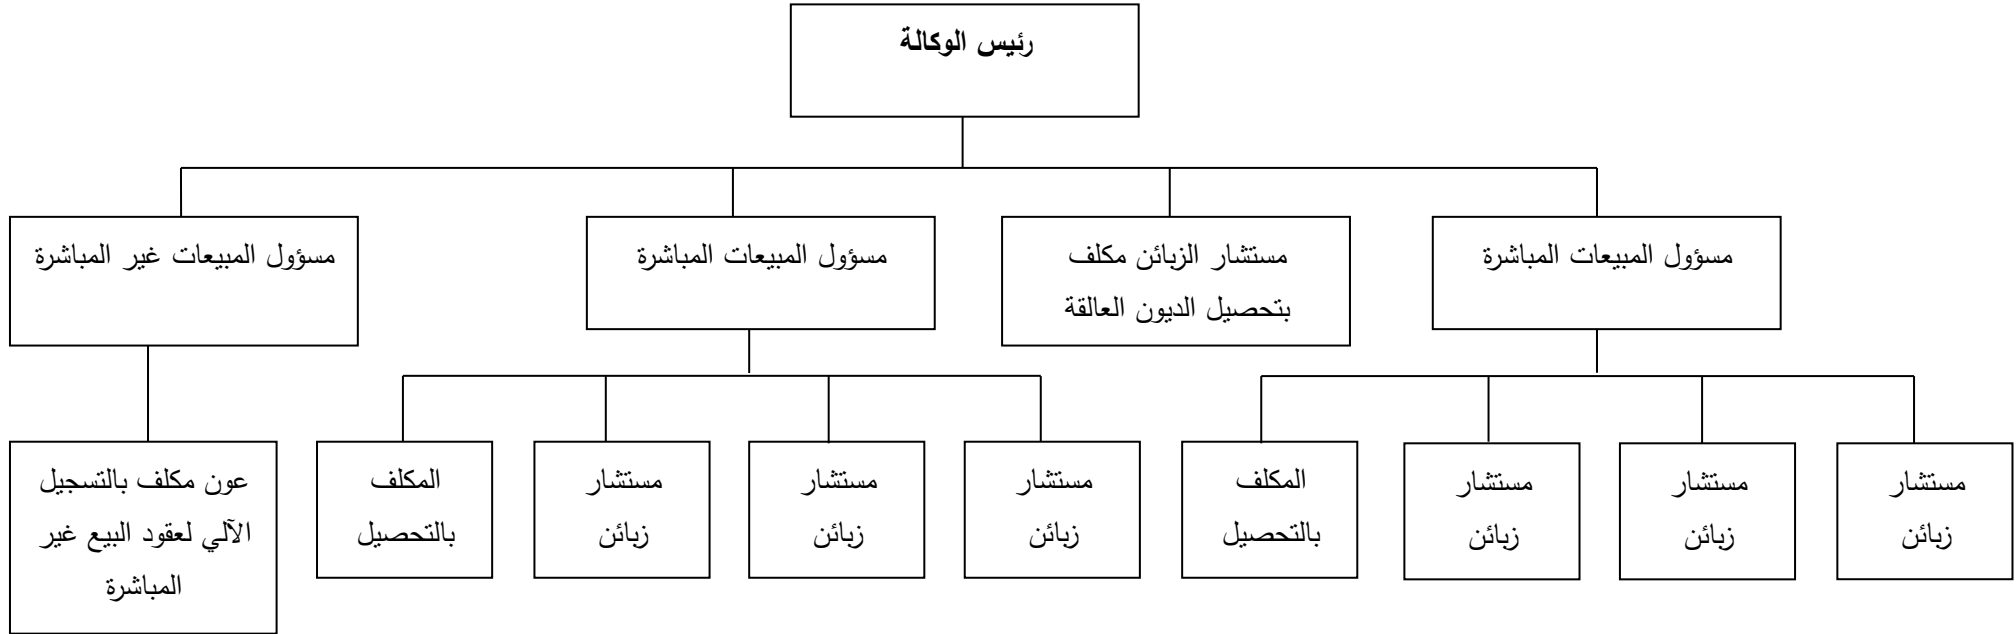 رئيس الوكالة
مسؤول المبيعات المباشرة
مستشار الزبائن مكلف
بتحصيل الديون العالقة
مسؤول المبيعات المباشرة
مسؤول المبيعات غير المباشرة
مستشار
زبائن
مستشار
زبائن
مستشار
زبائن
المكلف
بالتحصيل
مستشار
زبائن
مستشار
زبائن
مستشار
زبائن
المكلف
بالتحصيل
عون مكلف بالتسجيل
الآلي لعقود البيع غير
المباشرة